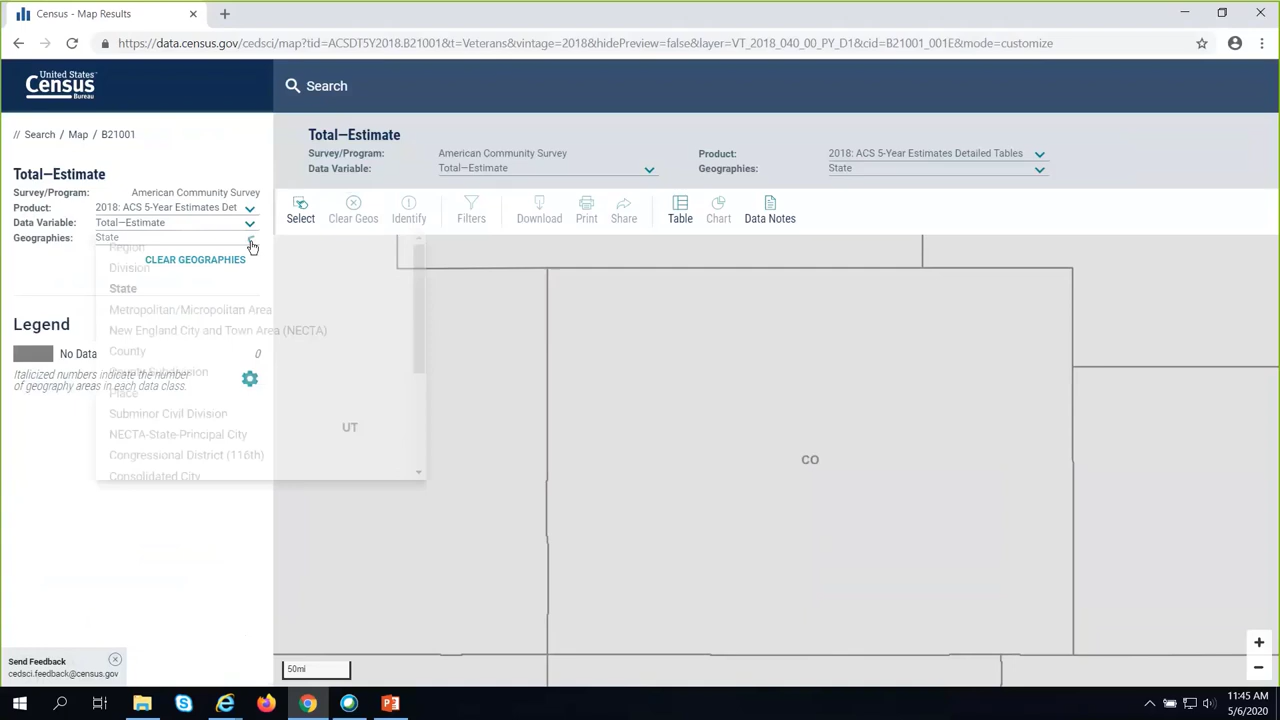 Census - Map Results
https://data.census.gov/cedsci/map?tid=ACSDT5Y2018.B21001&t=Veterans&vintage=2018&hidePreview=false&layer=VT_2018_040_00_PY_D1&cid=B21001_001E&mode=customize
United States®
Census
Bureau
Search
// Search / Map / B21001
Total—Estimate
Survey/Program: American Community Survey
Product: 2018: ACS 5-Year Estimates Det
Data Variable: Total—Estimate
Geographies: State
Region
CLEAR GEOGRAPHIES
Division
State
Metropolitan/Micropolitan Area
New England City and Town Area (NECTA)
County
County Subdivision
Place
Subminor Civil Division
NECTA-State-Principal City
Congressional District (116th)
Consolidated City
Legend
No Data 0
Italicized numbers indicate the number
of geography areas in each data class.
Total—Estimate
Survey/Program: American Community Survey Product: 2018: ACS 5-Year Estimates Detailed Tables
Data Variable: Total—Estimate Geographies: State
Select Clear Geos Identify Filters Download Print Share Table Chart Data Notes
UT
CO
50mi
Send Feedback
cedsci.feedback@census.gov
11:45 AM
5/6/2020